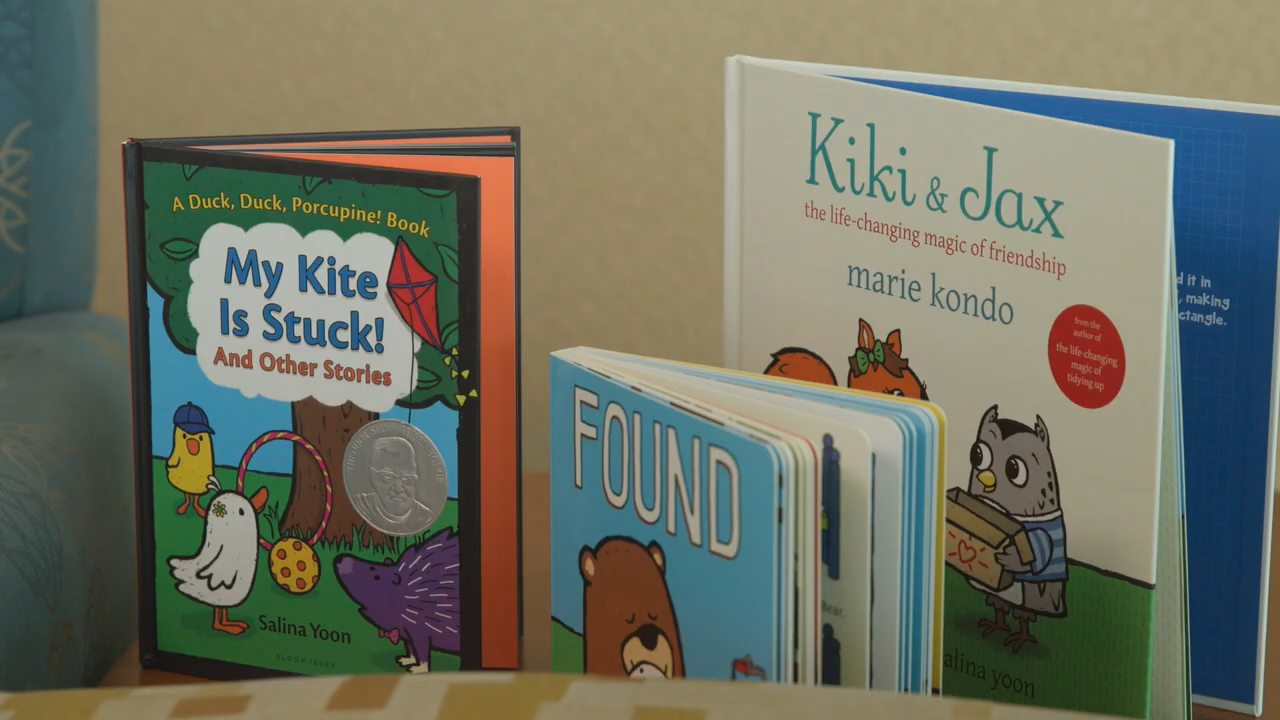 A Duck, Duck, Porcupine! Book
My Kite
Is Stuck!
And Other Stories
Salina Yoon
BLOOMSBURY
FOUND
Bear.
Kiki & Jax
the life-changing magic of friendship
marie kondo
from the
author of
the life-changing
magic of
tidying up
alina yoon
d it in
, making
ctangle.